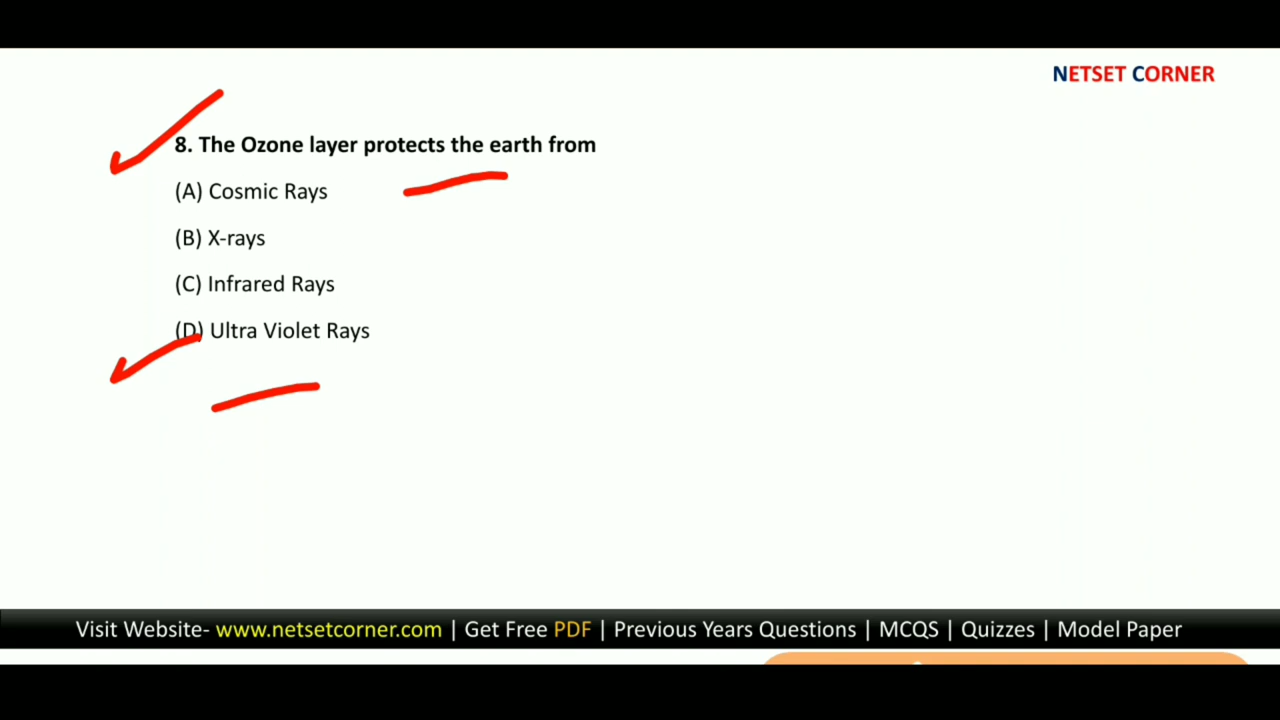 NETSET CORNER
8. The Ozone layer protects the earth from
(A) Cosmic Rays
(B) X-rays
(C) Infrared Rays
(D) Ultra Violet Rays
Visit Website- www.netsetcorner.com | Get Free PDF | Previous Years Questions | MCQS | Quizzes | Model Paper